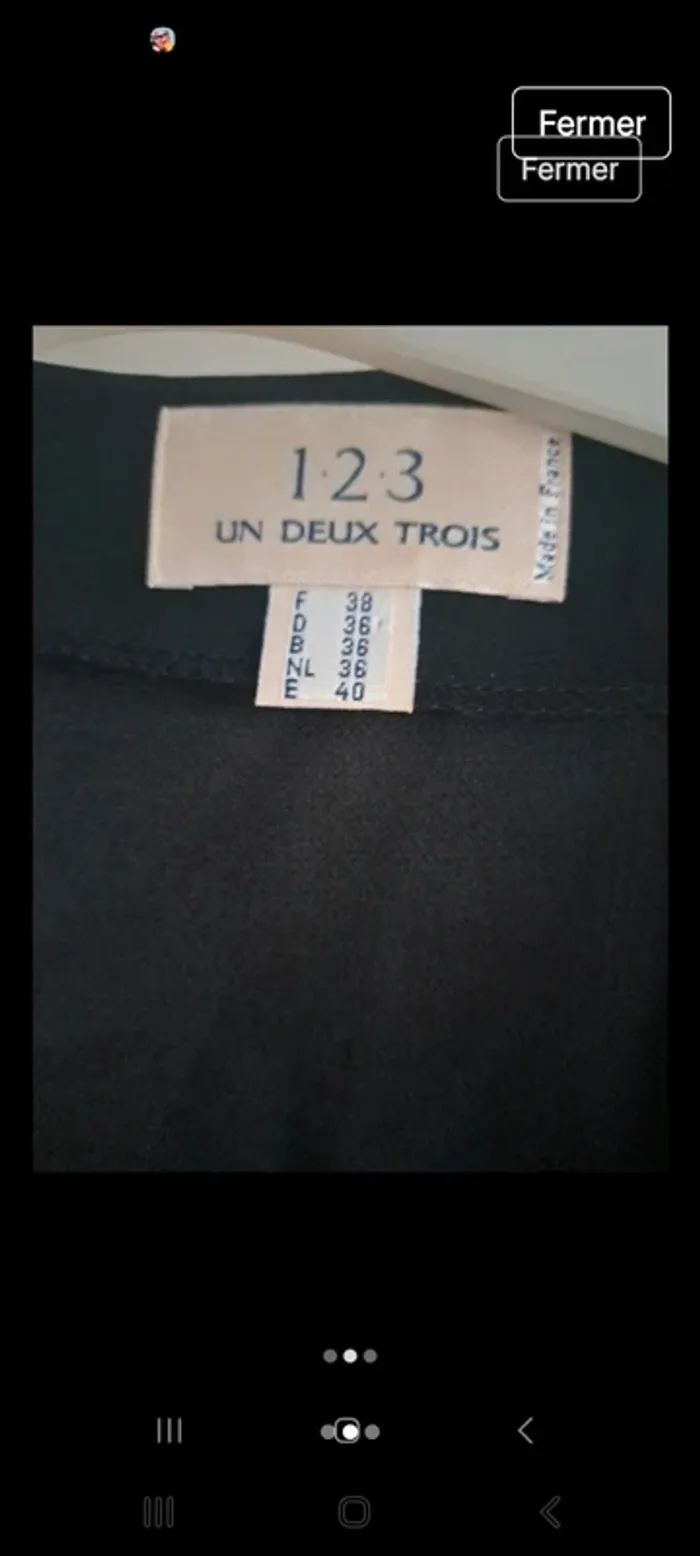 Fermer
Fermer
1·2·3
UN DEUX TROIS
Made in France
F 38
D 36
B 36
NL 36
E 40